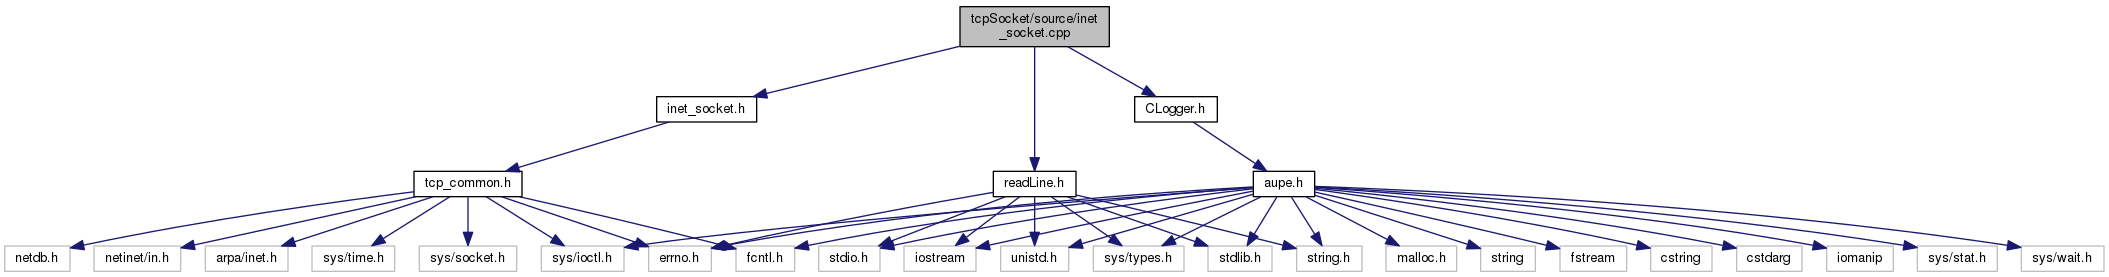 tcpSocket/source/inet
_socket.cpp
inet_socket.h
CLogger.h
tcp_common.h
readLine.h
aupe.h
netdb.h
netinet/in.h
arpa/inet.h
sys/time.h
sys/socket.h
sys/ioctl.h
errno.h
fcntl.h
stdio.h
iostream
unistd.h
sys/types.h
stdlib.h
string.h
malloc.h
string
fstream
cstring
cstdarg
iomanip
sys/stat.h
sys/wait.h